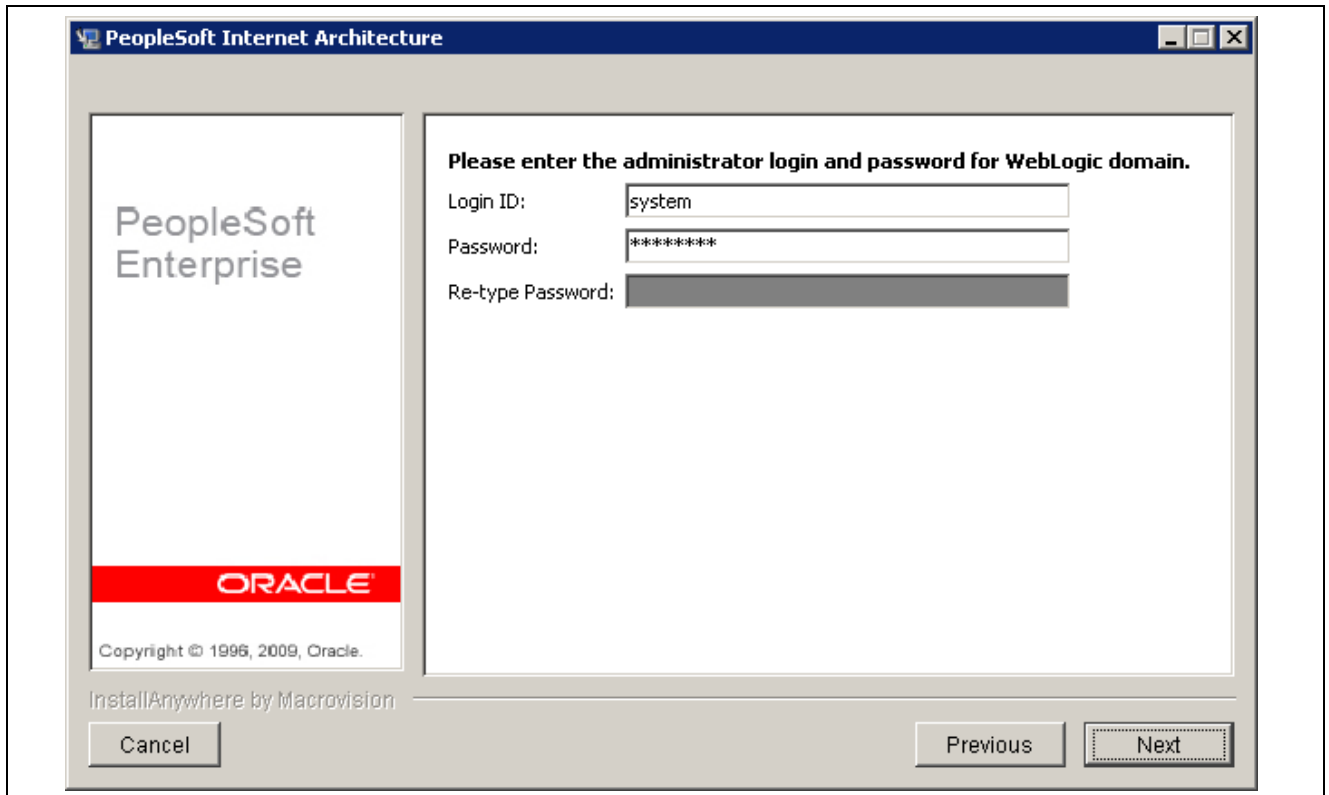 PeopleSoft Internet Architecture
PeopleSoft
Enterprise
ORACLE
Copyright © 1996, 2009, Oracle.
Please enter the administrator login and password for WebLogic domain.
Login ID: system
Password: ********
Re-type Password:
InstallAnywhere by Macrovision
Cancel Previous Next